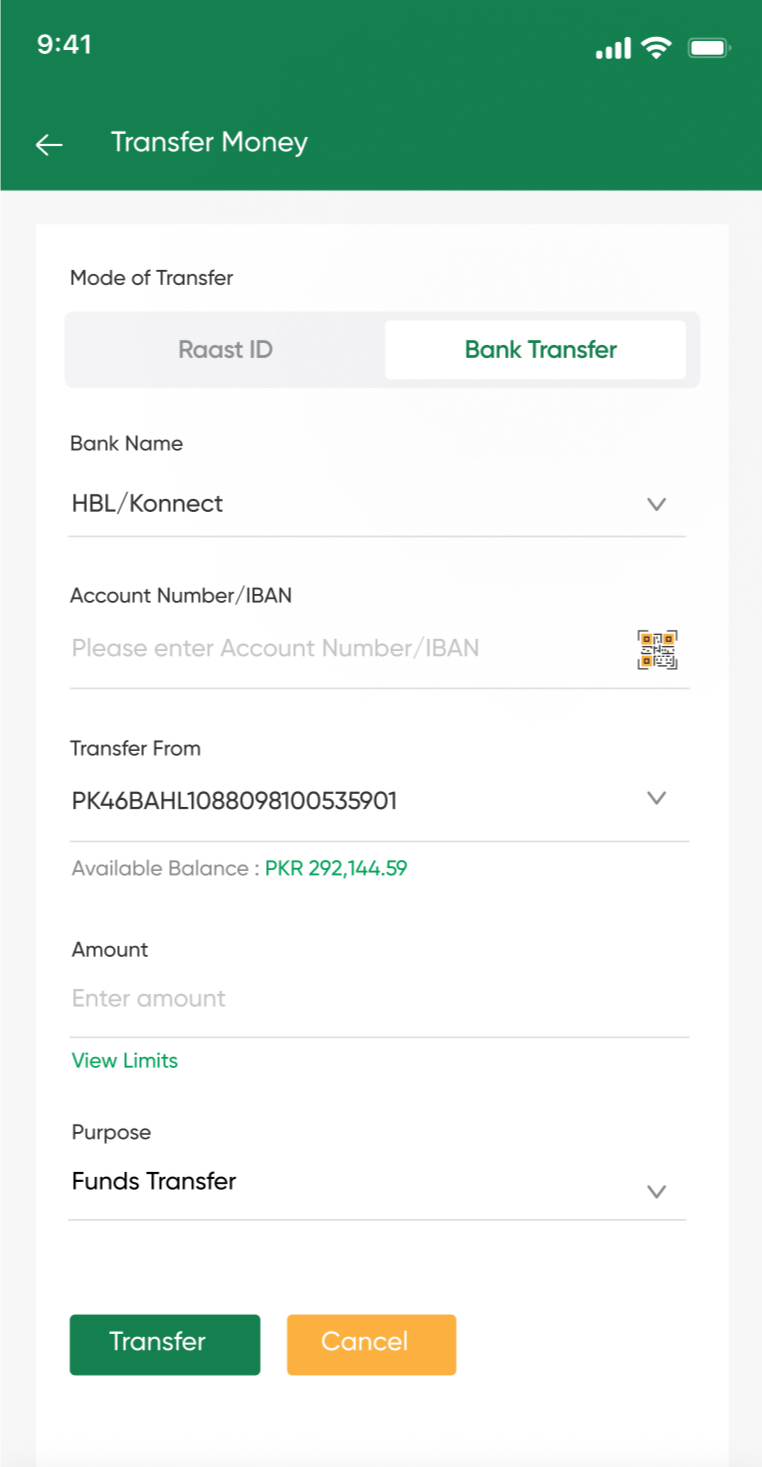 9:41
Transfer Money
Mode of Transfer
Raast ID Bank Transfer
Bank Name
HBL/Konnect
Account Number/IBAN
Please enter Account Number/IBAN
Transfer From
PK46BAHL1088098100535901
Available Balance : PKR 292,144.59
Amount
Enter amount
View Limits
Purpose
Funds Transfer
Transfer Cancel